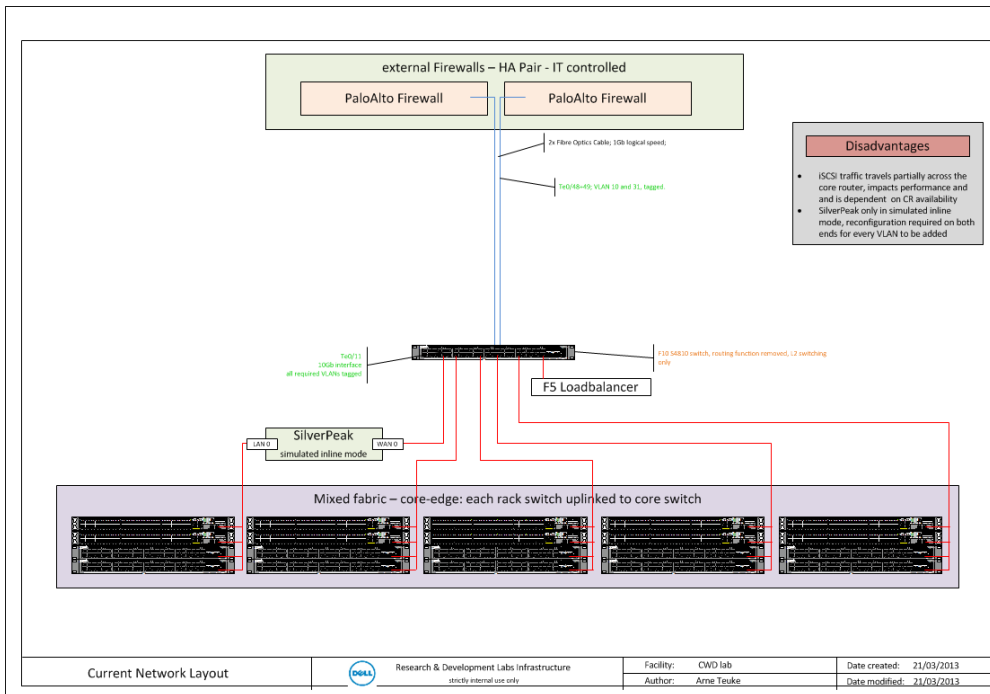 external Firewalls – HA Pair - IT controlled
PaloAlto Firewall
PaloAlto Firewall
2x Fibre Optics Cable; 1Gb logical speed;
Te0/48-49; VLAN 10 and 31, tagged.
Disadvantages
• iSCSI traffic travels partially across the
core router, impacts performance and
and is dependent on CR availability
• SilverPeak only in simulated inline
mode, reconfiguration required on both
ends for every VLAN to be added
Te0/11
10Gb interface
all required VLANs tagged
F10 S4810 switch, routing function removed, L2 switching
only
F5 Loadbalancer
SilverPeak
simulated inline mode
LAN 0
WAN 0
Mixed fabric – core-edge: each rack switch uplinked to core switch
Current Network Layout
DELL
Research & Development Labs Infrastructure
strictly internal use only
Facility: CWD lab
Author: Arne Teuke
Date created: 21/03/2013
Date modified: 21/03/2013